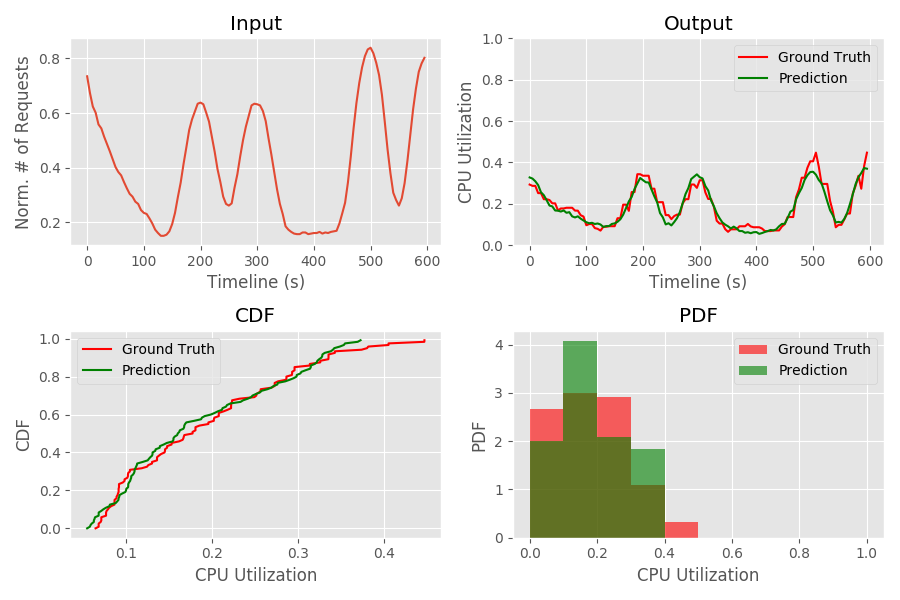 Input
Norm. # of Requests
0.8
0.6
0.4
0.2
0 100 200 300 400 500 600
Timeline (s)
Output
CPU Utilization
1.0
0.8
0.6
0.4
0.2
0.0
Ground Truth
Prediction
0 100 200 300 400 500 600
Timeline (s)
CDF
CDF
1.0
0.8
0.6
0.4
0.2
0.0
Ground Truth
Prediction
0.1 0.2 0.3 0.4
CPU Utilization
PDF
PDF
4
3
2
1
0
Ground Truth
Prediction
0.0 0.2 0.4 0.6 0.8 1.0
CPU Utilization